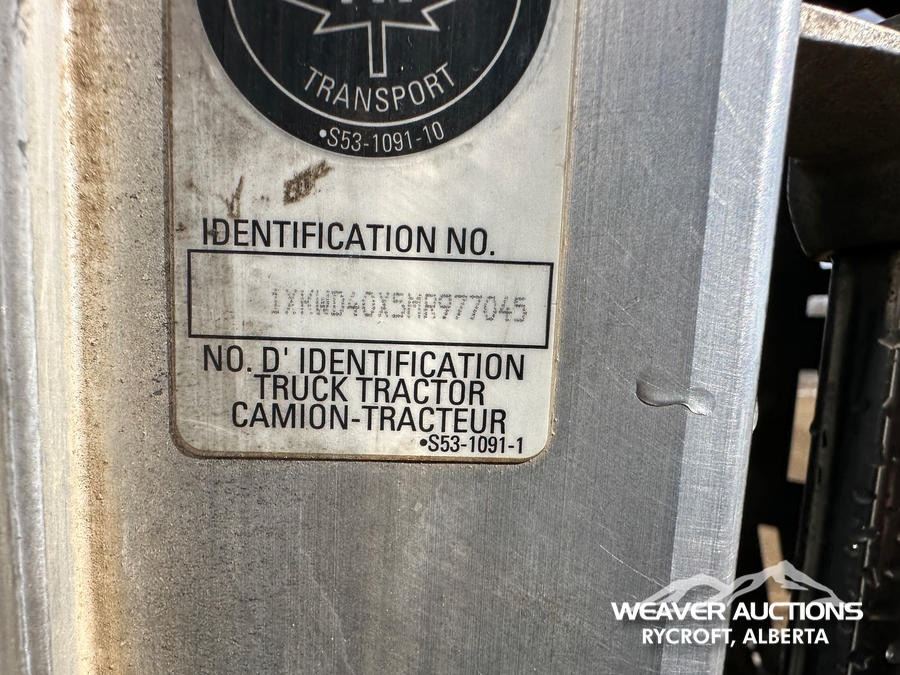 TRANSPORT
•S53-1091-10
IDENTIFICATION NO.
1XKWD40X5MR977045
NO. D' IDENTIFICATION
TRUCK TRACTOR
CAMION-TRACTEUR
•S53-1091-1
WEAVER AUCTIONS
RYCROFT, ALBERTA